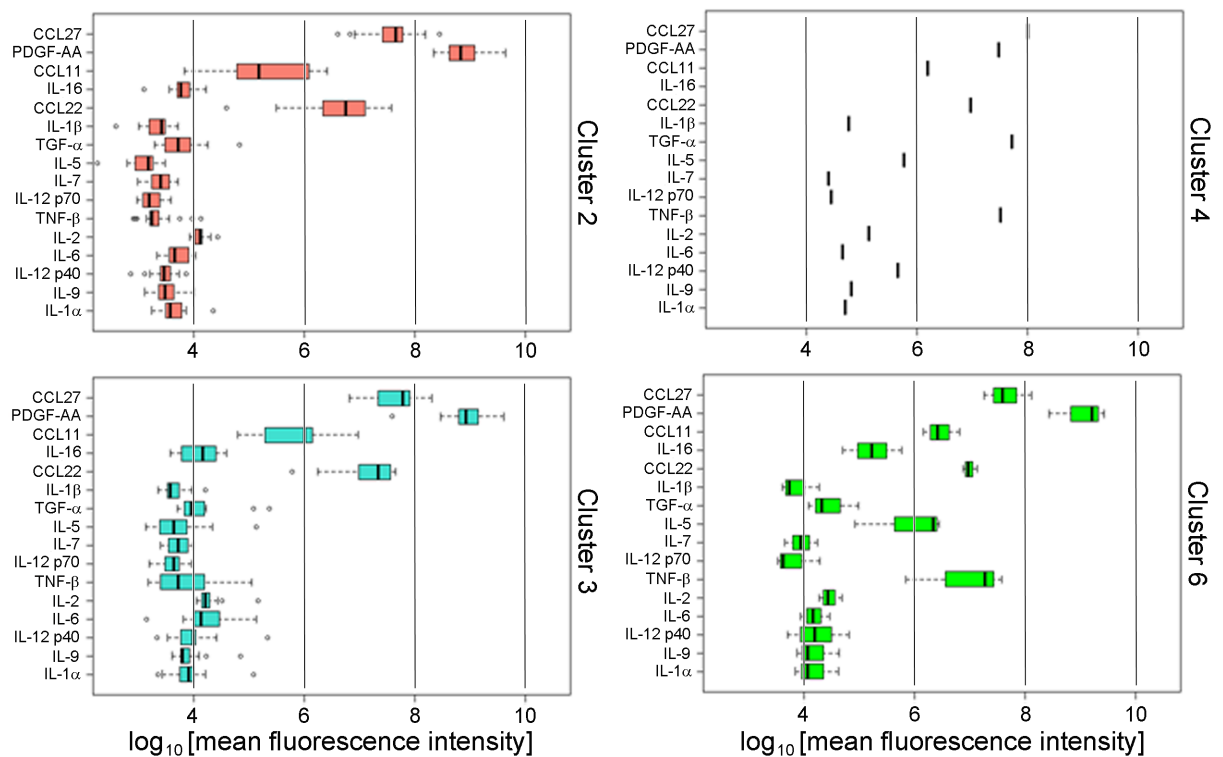 CCL27
PDGF-AA
CCL11
IL-16
CCL22
IL-1β
TGF-α
IL-5
IL-7
IL-12 p70
TNF-β
IL-2
IL-6
IL-12 p40
IL-9
IL-1α
4 6 8 10
Cluster 2
CCL27
PDGF-AA
CCL11
IL-16
CCL22
IL-1β
TGF-α
IL-5
IL-7
IL-12 p70
TNF-β
IL-2
IL-6
IL-12 p40
IL-9
IL-1α
4 6 8 10
Cluster 4
CCL27
PDGF-AA
CCL11
IL-16
CCL22
IL-1β
TGF-α
IL-5
IL-7
IL-12 p70
TNF-β
IL-2
IL-6
IL-12 p40
IL-9
IL-1α
4 6 8 10
log10 [mean fluorescence intensity]
Cluster 3
CCL27
PDGF-AA
CCL11
IL-16
CCL22
IL-1β
TGF-α
IL-5
IL-7
IL-12 p70
TNF-β
IL-2
IL-6
IL-12 p40
IL-9
IL-1α
4 6 8 10
log10 [mean fluorescence intensity]
Cluster 6